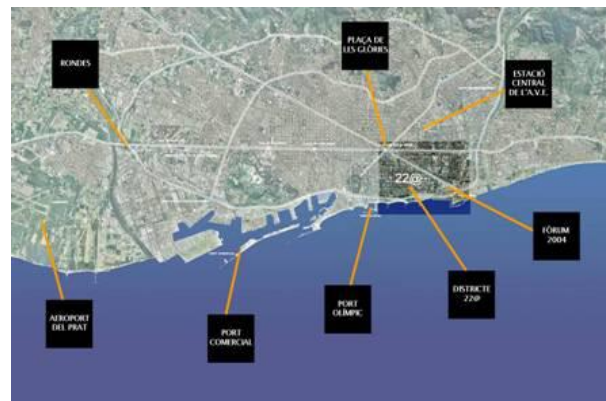 PLAÇA DE
LES GLÒRIES
RONDES
ESTACIÓ
CENTRAL
DE L'A.V.E.
22@
FÒRUM
2004
DISTRICTE
22@
PORT
OLÍMPIC
AEROPORT
DEL PRAT
PORT
COMERCIAL